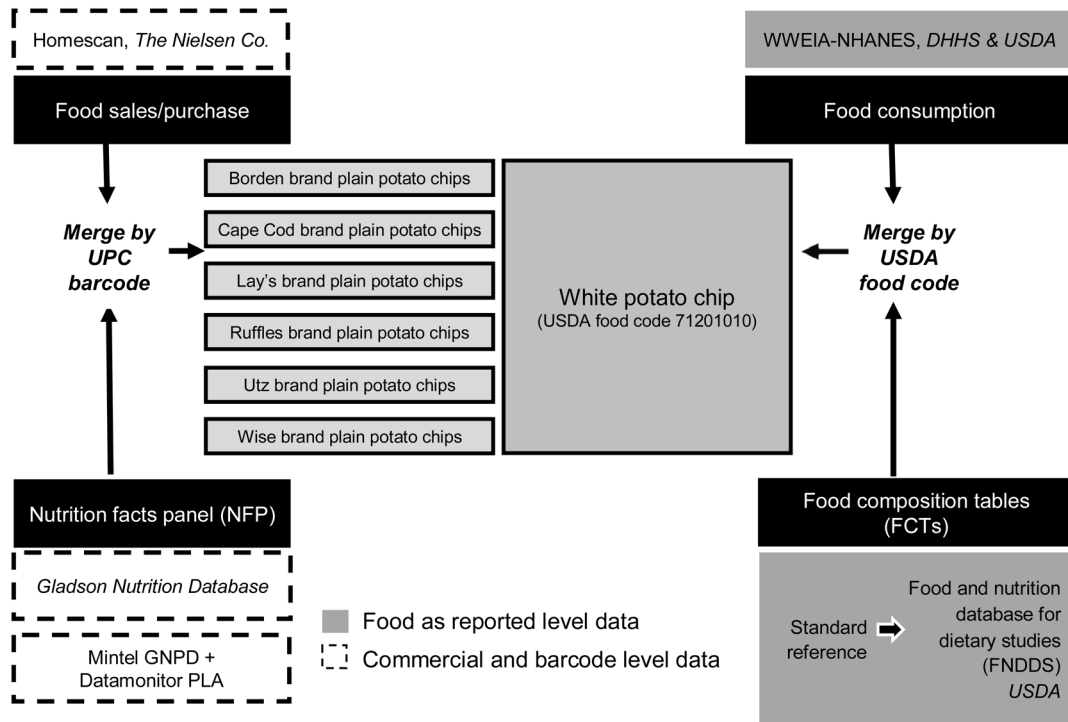 Homescan, The Nielsen Co.
Food sales/purchase
Merge by
UPC
barcode
Nutrition facts panel (NFP)
Gladson Nutrition Database
Mintel GNPD +
Datamonitor PLA
Borden brand plain potato chips
Cape Cod brand plain potato chips
Lay's brand plain potato chips
Ruffles brand plain potato chips
Utz brand plain potato chips
Wise brand plain potato chips
White potato chip
(USDA food code 71201010)
WWEIA-NHANES, DHHS & USDA
Food consumption
Merge by
USDA
food code
Food composition tables
(FCTs)
Standard
reference
Food and nutrition
database for
dietary studies
(FNDDS)
USDA
Food as reported level data
Commercial and barcode level data